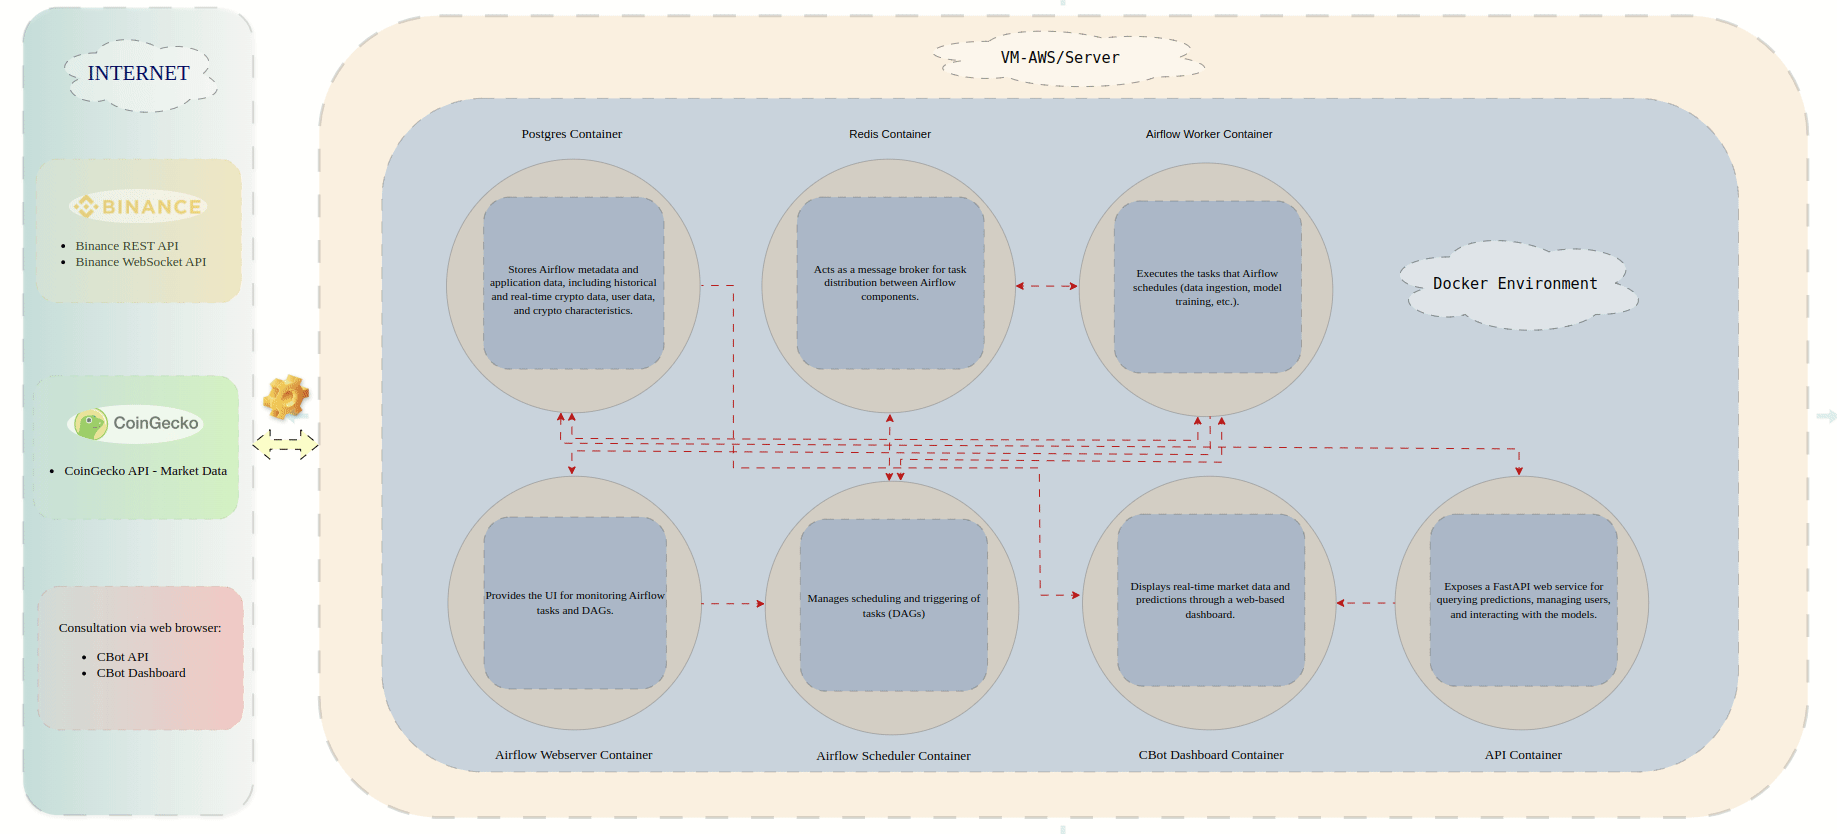 INTERNET
BINANCE
Binance REST API
Binance WebSocket API
CoinGecko
CoinGecko API - Market Data
Consultation via web browser:
CBot API
CBot Dashboard
VM-AWS/Server
Postgres Container
Redis Container
Airflow Worker Container
Stores Airflow metadata and
application data, including historical
and real-time crypto data, user data,
and crypto characteristics.
Acts as a message broker for task
distribution between Airflow
components.
Executes the tasks that Airflow
schedules (data ingestion, model
training, etc.).
Docker Environment
Provides the UI for monitoring Airflow
tasks and DAGs.
Manages scheduling and triggering of
tasks (DAGs)
Displays real-time market data and
predictions through a web-based
dashboard.
Exposes a FastAPI web service for
querying predictions, managing users,
and interacting with the models.
Airflow Webserver Container
Airflow Scheduler Container
CBot Dashboard Container
API Container